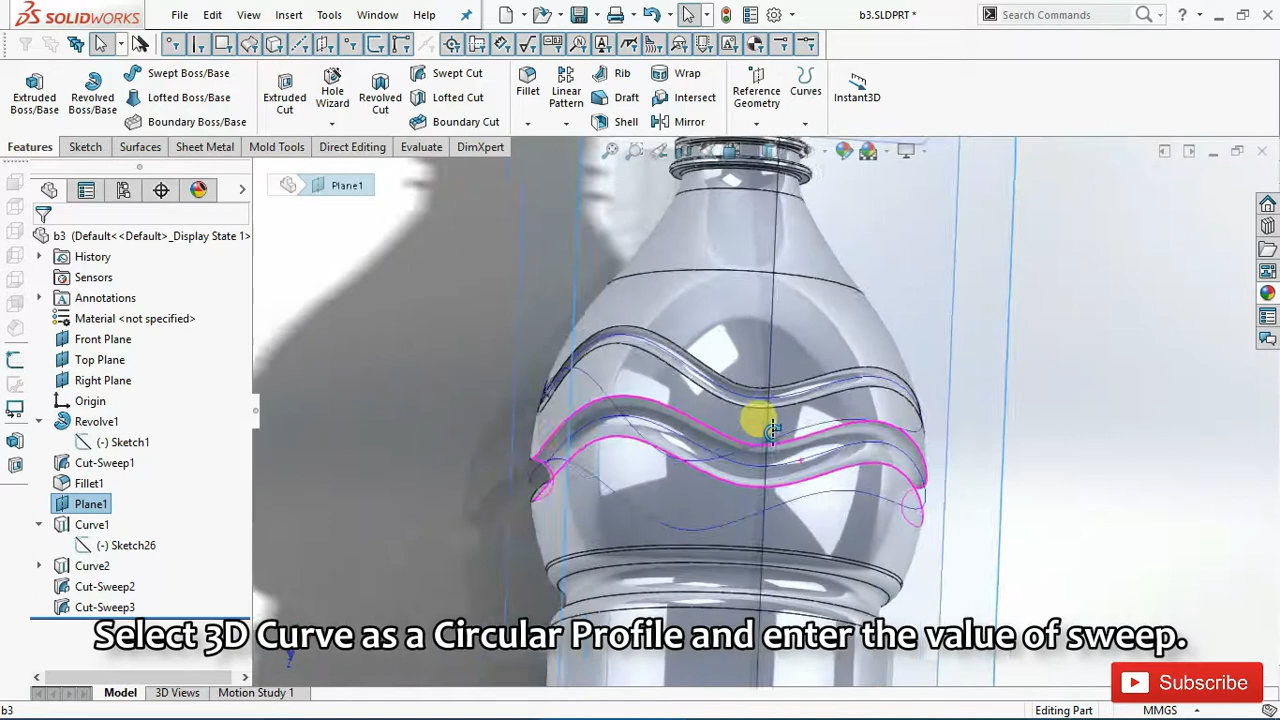 SOLIDWORKS
File Edit View Insert Tools Window Help
b3.SLDPRT *
Search Commands
Extruded Boss/Base
Revolved Boss/Base
Swept Boss/Base
Lofted Boss/Base
Boundary Boss/Base
Extruded Cut
Hole Wizard
Revolved Cut
Swept Cut
Lofted Cut
Boundary Cut
Fillet
Linear Pattern
Rib
Draft
Shell
Wrap
Intersect
Mirror
Reference Geometry
Curves
Instant3D
Features Sketch Surfaces Sheet Metal Mold Tools Direct Editing Evaluate DimXpert
Plane1
b3 (Default<<Default>_Display State 1>
History
Sensors
Annotations
Material <not specified>
Front Plane
Top Plane
Right Plane
Origin
Revolve1
(-) Sketch1
Cut-Sweep1
Fillet1
Plane1
Curve1
(-) Sketch26
Curve2
Cut-Sweep2
Cut-Sweep3
Select 3D Curve as a Circular Profile and enter the value of sweep.
Subscribe
Model 3D Views Motion Study 1
b3
Editing Part
MMGS